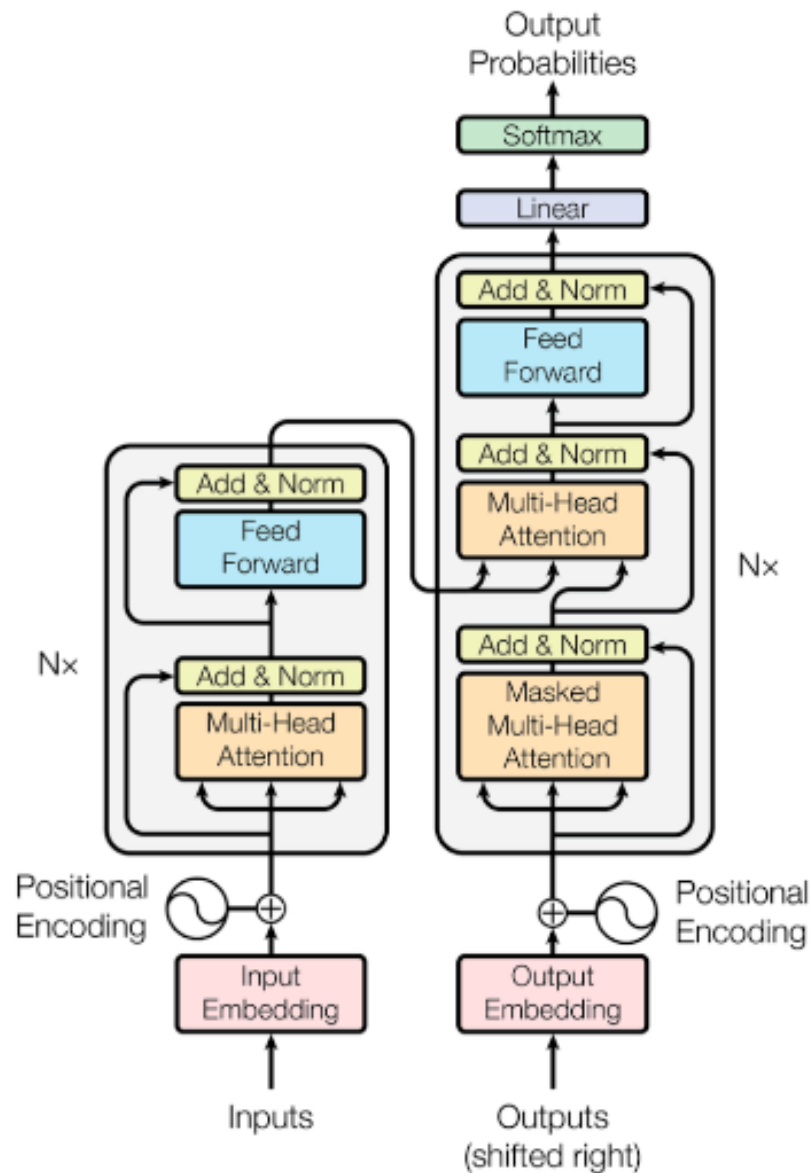 Output
Probabilities
Softmax
Linear
Add & Norm
Feed
Forward
Add & Norm
Multi-Head
Attention
Add & Norm
Feed
Forward
Nx
Nx
Add & Norm
Masked
Multi-Head
Attention
Add & Norm
Multi-Head
Attention
Positional
Encoding
Positional
Encoding
Input
Embedding
Output
Embedding
Inputs
Outputs
(shifted right)